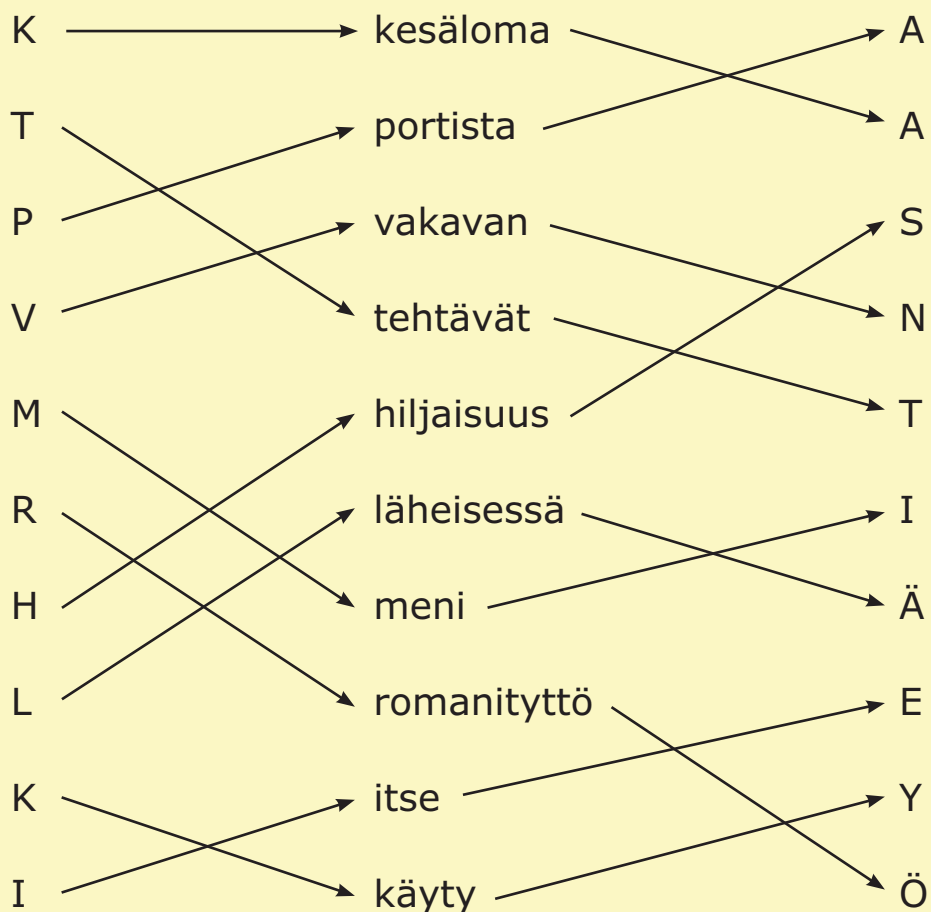 K kesäloma A
T portista A
P vakavan S
V tehtävät N
M hiljaisuus T
R läheisessä I
H meni Ä
L romanityttö E
K itse Y
I käyty Ö